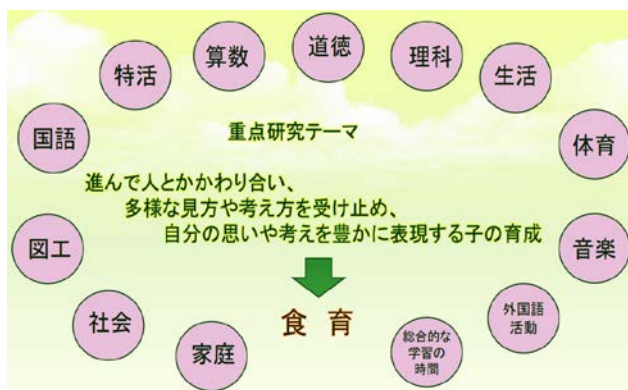 道徳
算数
理科
特活
生活
国語
重点研究テーマ
体育
進んで人とかかわり合い、
多様な見方や考え方を受け止め、
自分の思いや考えを豊かに表現する子の育成
図工
音楽
社会
食 育
外国語
活動
家庭
総合的な
学習の
時間